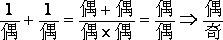 1/偶 + 1/偶 = 偶+偶/偶×偶 = 偶/偶 ⇒ 偶/奇